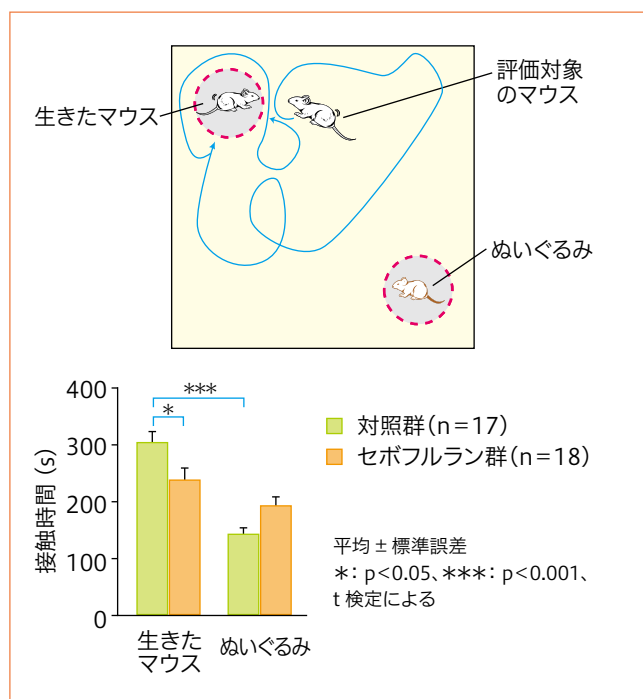 生きたマウス
評価対象
のマウス
ぬいぐるみ
接触時間 (s)
400
300
200
100
0
***
*
生きた
マウス
ぬいぐるみ
対照群(n=17)
セボフルラン群(n=18)
平均 ± 標準誤差
*: p<0.05、***: p<0.001、
t 検定による